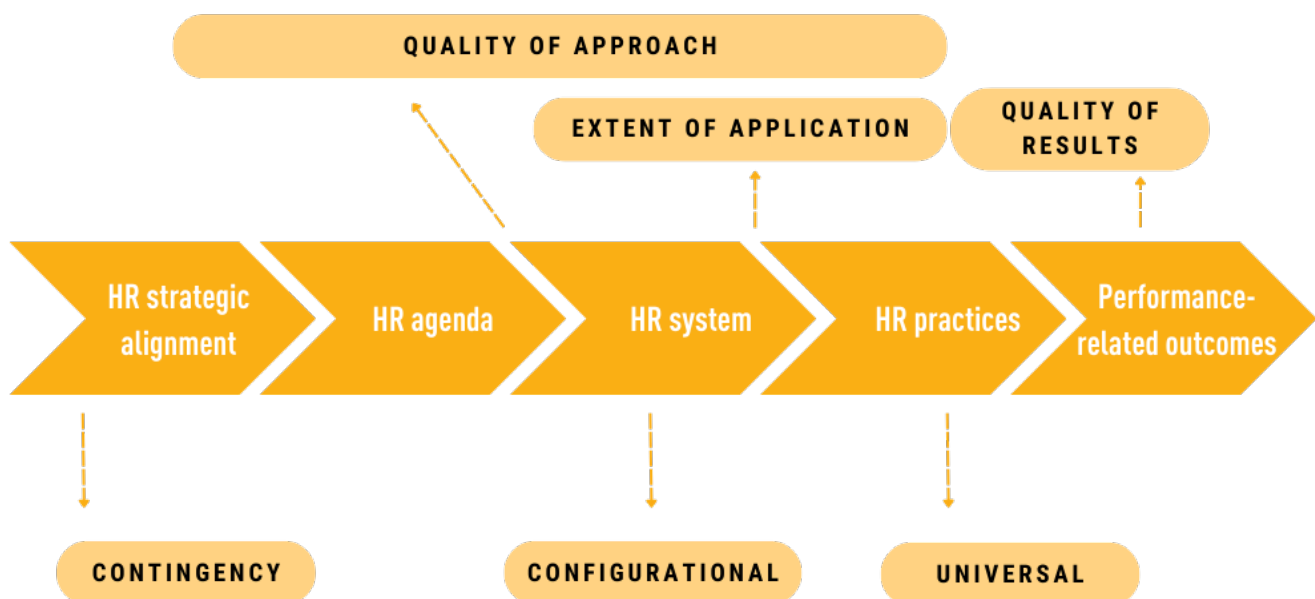 QUALITY OF APPROACH
EXTENT OF APPLICATION
QUALITY OF
RESULTS
HR strategic
alignment
HR agenda
HR system
HR practices
Performance-
related outcomes
CONTINGENCY
CONFIGURATIONAL
UNIVERSAL